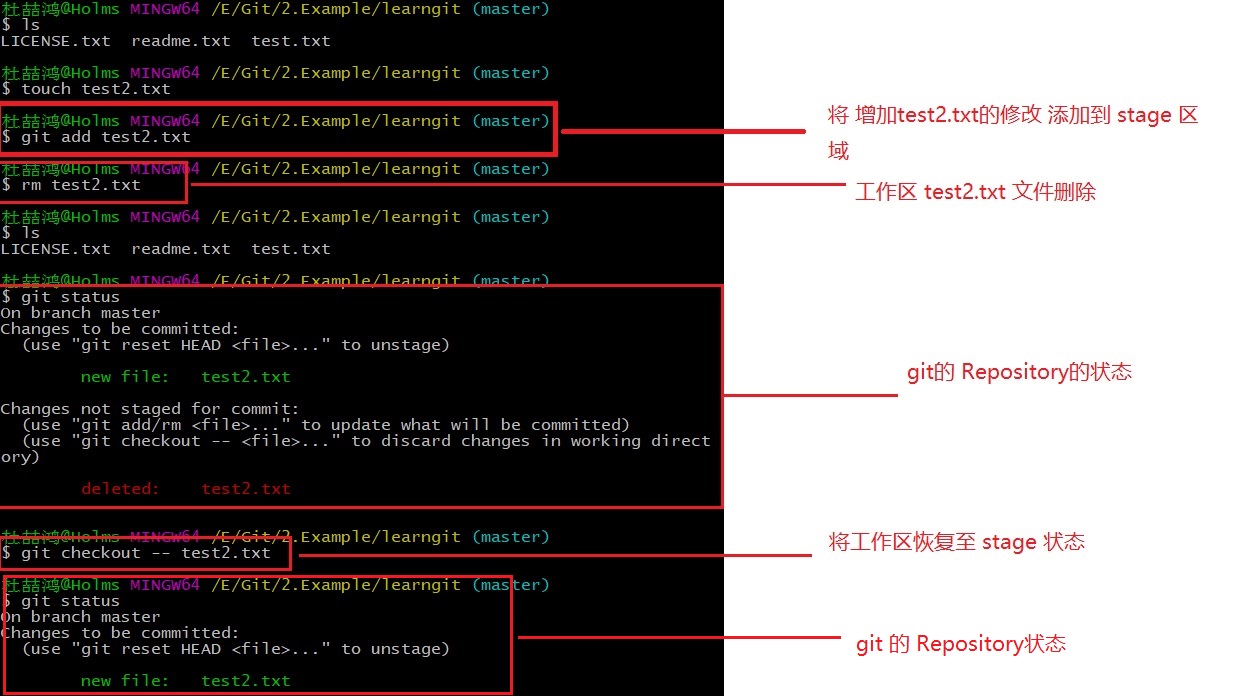 杜喆鸿@Holms MINGW64 /E/Git/2.Example/learngit (master)
$ ls
LICENSE.txt  readme.txt  test.txt
杜喆鸿@Holms MINGW64 /E/Git/2.Example/learngit (master)
$ touch test2.txt
杜喆鸿@Holms MINGW64 /E/Git/2.Example/learngit (master)
$ git add test2.txt
将 增加test2.txt的修改 添加到 stage 区
域
杜喆鸿@Holms MINGW64 /E/Git/2.Example/learngit (master)
$ rm test2.txt
工作区 test2.txt 文件删除
杜喆鸿@Holms MINGW64 /E/Git/2.Example/learngit (master)
$ ls
LICENSE.txt  readme.txt  test.txt
杜喆鸿@Holms MINGW64 /E/Git/2.Example/learngit (master)
$ git status
On branch master
Changes to be committed:
  (use "git reset HEAD <file>..." to unstage)
        new file:   test2.txt
Changes not staged for commit:
  (use "git add/rm <file>..." to update what will be committed)
  (use "git checkout -- <file>..." to discard changes in working direct
ory)
        deleted:    test2.txt
git的 Repository的状态
杜喆鸿@Holms MINGW64 /E/Git/2.Example/learngit (master)
$ git checkout -- test2.txt
将工作区恢复至 stage 状态
杜喆鸿@Holms MINGW64 /E/Git/2.Example/learngit (master)
$ git status
On branch master
Changes to be committed:
  (use "git reset HEAD <file>..." to unstage)
        new file:   test2.txt
git 的 Repository状态